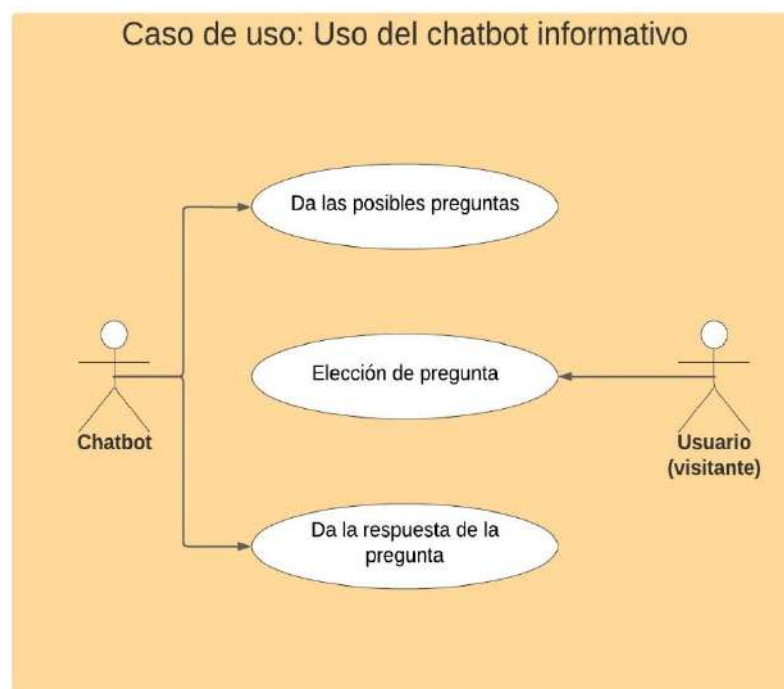 Caso de uso: Uso del chatbot informativo
Da las posibles preguntas
Elección de pregunta
Chatbot
Usuario
(visitante)
Da la respuesta de la
pregunta